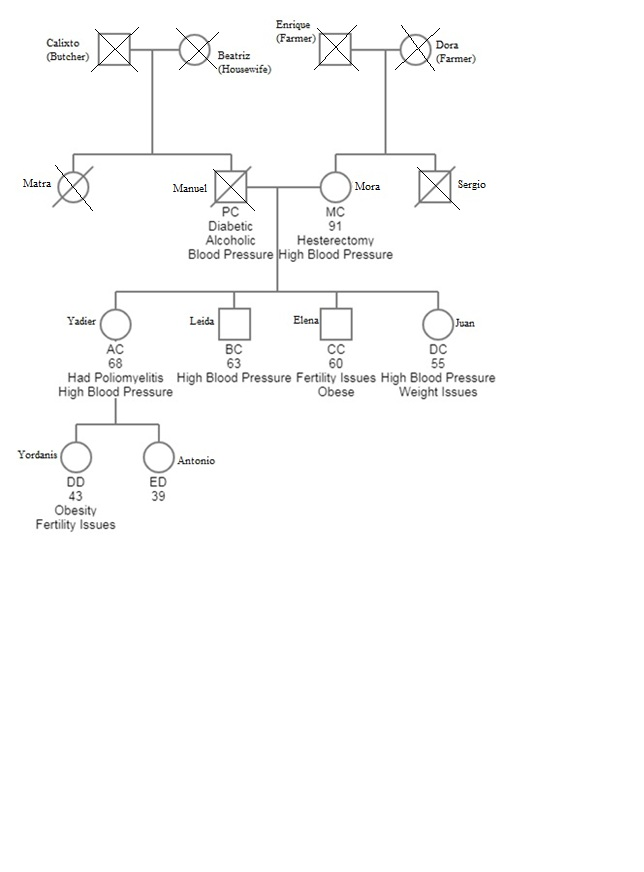 Calixto
(Butcher)
Beatriz
(Housewife)
Enrique
(Farmer)
Dora
(Farmer)
Matra
Manuel
Mora
Sergio
PC
Diabetic
Alcoholic
Blood Pressure
MC
91
Hesterectomy
High Blood Pressure
Yadier
Leida
Elena
Juan
AC
68
Had Poliomyelitis
High Blood Pressure
BC
63
High Blood Pressure
CC
60
Fertility Issues
Obese
DC
55
High Blood Pressure
Weight Issues
Yordanis
Antonio
DD
43
Obesity
Fertility Issues
ED
39